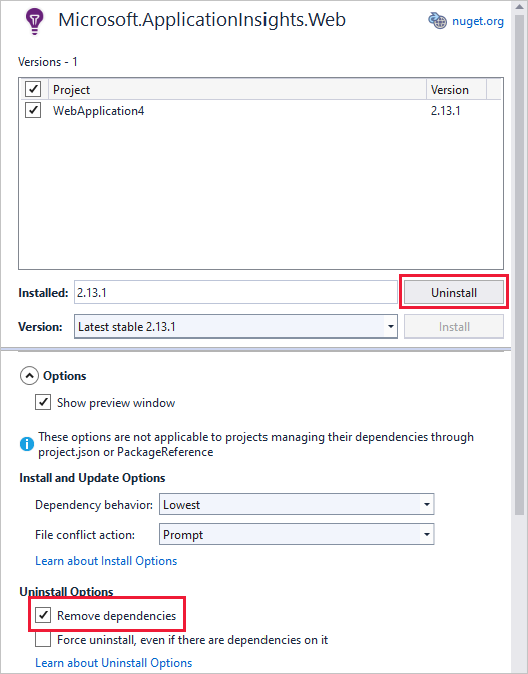 Microsoft.ApplicationInsights.Web
nuget.org
Versions - 1
Project Version
WebApplication4 2.13.1
Installed: 2.13.1 Uninstall
Version: Latest stable 2.13.1 Install
Options
Show preview window
These options are not applicable to projects managing their dependencies through
project.json or PackageReference
Install and Update Options
Dependency behavior: Lowest
File conflict action: Prompt
Learn about Install Options
Uninstall Options
Remove dependencies
Force uninstall, even if there are dependencies on it
Learn about Uninstall Options